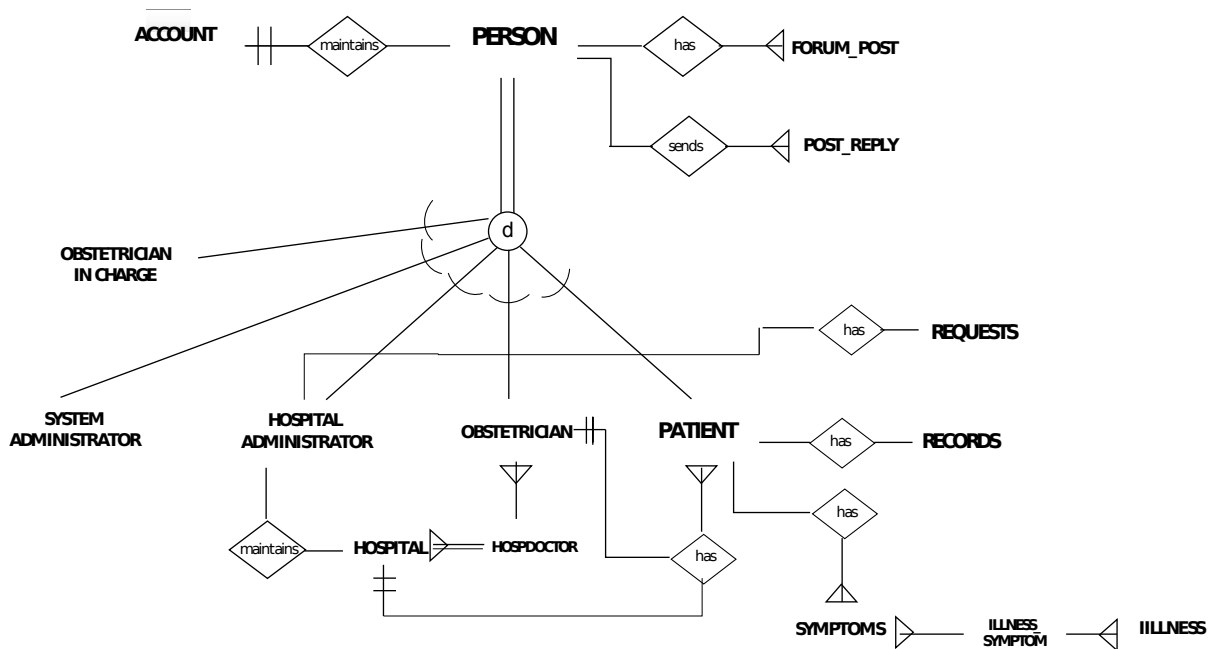 ACCOUNT
maintains
PERSON
has
FORUM_POST
sends
POST_REPLY
d
OBSTETRICIAN
IN CHARGE
has
REQUESTS
SYSTEM
ADMINISTRATOR
HOSPITAL
ADMINISTRATOR
OBSTETRICIAN
PATIENT
has
RECORDS
has
maintains
HOSPITAL
HOSPDOCTOR
has
SYMPTOMS
ILLNESS_
SYMPTOM
IILLNESS